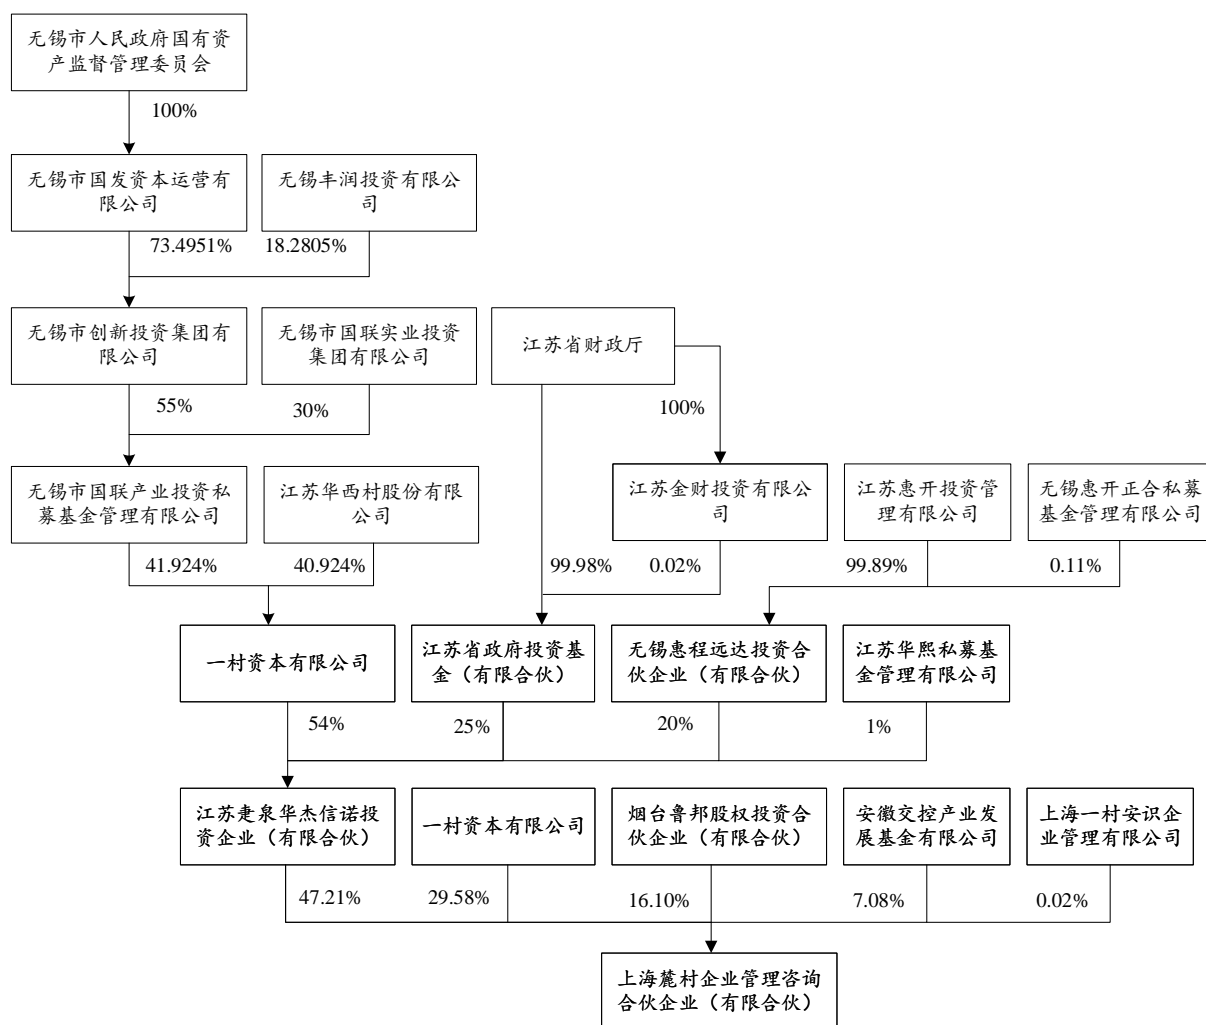 无锡市人民政府国有资
产监督管理委员会
100%
无锡市国发资本运营有
限公司
无锡丰润投资有限公
司
73.4951%
18.2805%
无锡市创新投资集团有
限公司
无锡市国联实业投资
集团有限公司
江苏省财政厅
55%
30%
100%
无锡市国联产业投资私
募基金管理有限公司
江苏华西村股份有限
公司
江苏金财投资有限公
司
江苏惠开投资管
理有限公司
无锡惠开正合私募
基金管理有限公司
41.924%
40.924%
99.98%
0.02%
99.89%
0.11%
一村资本有限公司
江苏省政府投资基
金（有限合伙）
无锡惠程远达投资合
伙企业（有限合伙）
江苏华熙私募基
金管理有限公司
54%
25%
20%
1%
江苏疌泉华杰信诺投
资企业（有限合伙）
一村资本有限公司
烟台鲁邦股权投资合
伙企业（有限合伙）
安徽交控产业发
展基金有限公司
上海一村安识企
业管理有限公司
47.21%
29.58%
16.10%
7.08%
0.02%
上海麓村企业管理咨询
合伙企业（有限合伙）